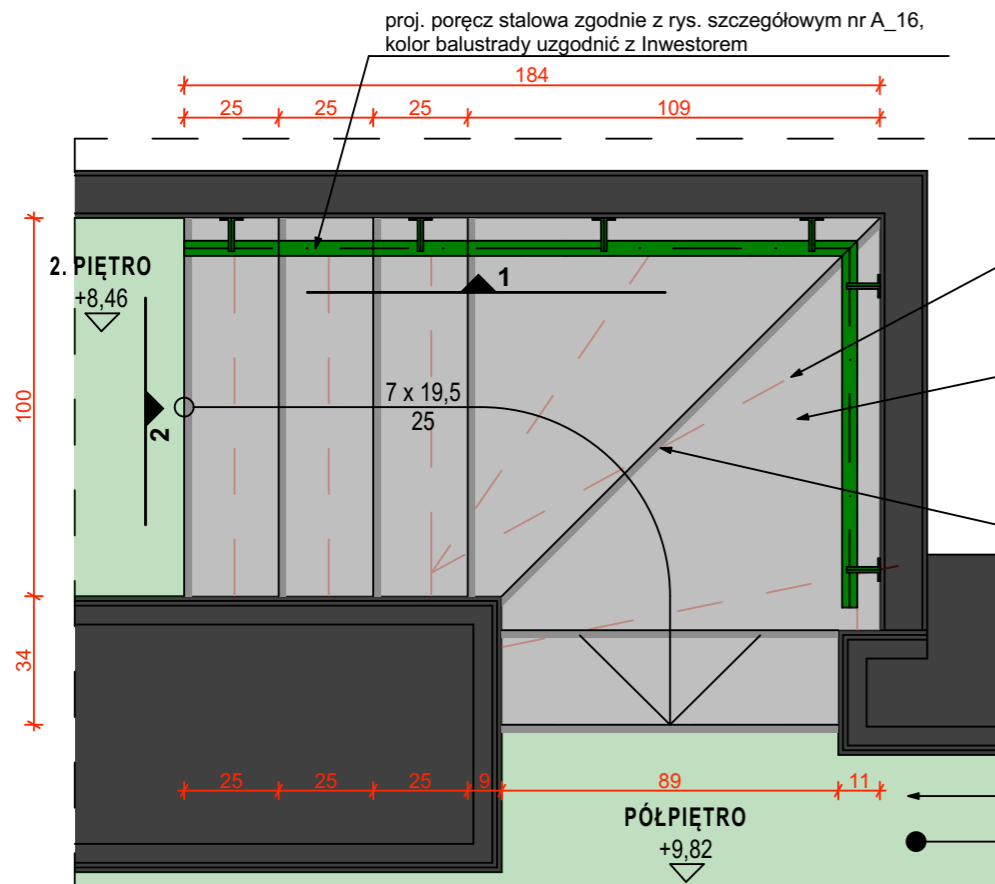 proj. poręcz stalowa zgodnie z rys. szczegółowym nr A_16,
kolor balustrady uzgodnić z Inwestorem
184
25 25 25 109
2. PIĘTRO
+8,46
1
2
7 x 19,5
25
100
34
25 25 25 9 89 11
PÓŁPIĘTRO
+9,82